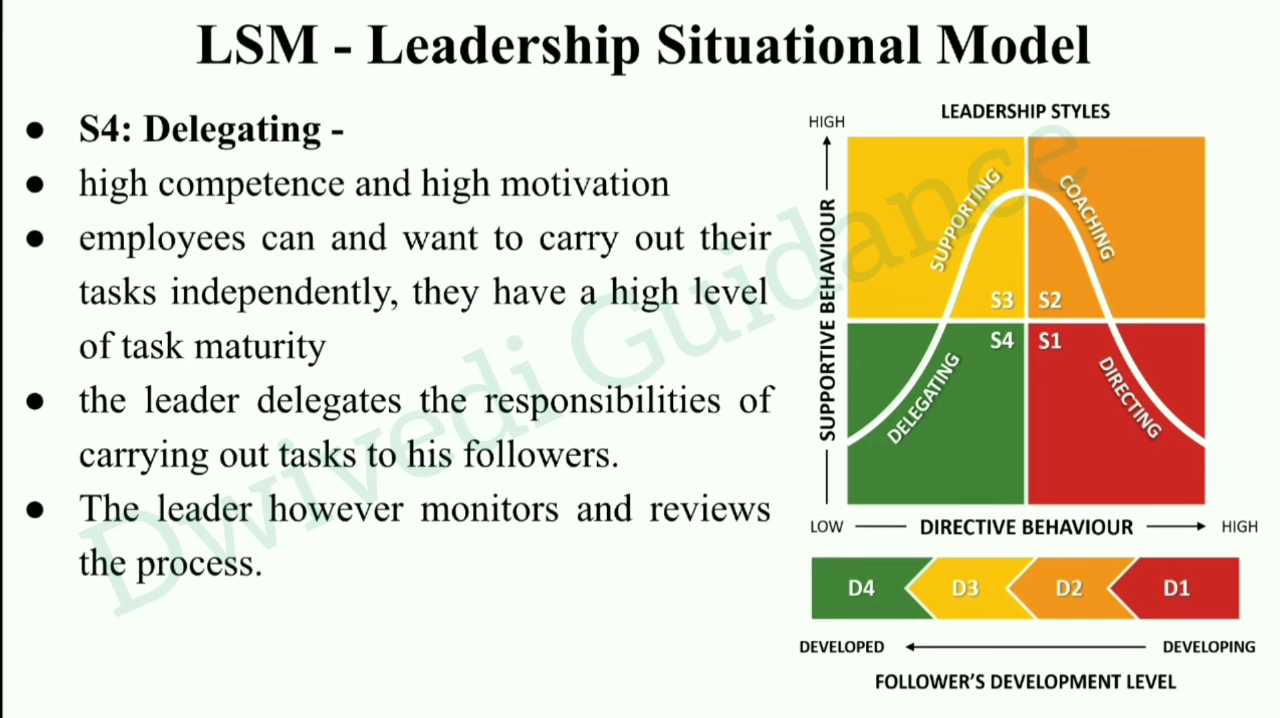 LSM - Leadership Situational Model
● S4: Delegating -
● high competence and high motivation
● employees can and want to carry out their
tasks independently, they have a high level
of task maturity
● the leader delegates the responsibilities of
carrying out tasks to his followers.
● The leader however monitors and reviews
the process.
Dwivedi Guidance
LEADERSHIP STYLES
HIGH
SUPPORTIVE BEHAVIOUR
SUPPORTING
COACHING
S3
S2
S4
S1
DELEGATING
DIRECTING
LOW
DIRECTIVE BEHAVIOUR
HIGH
D4
D3
D2
D1
DEVELOPED
DEVELOPING
FOLLOWER'S DEVELOPMENT LEVEL